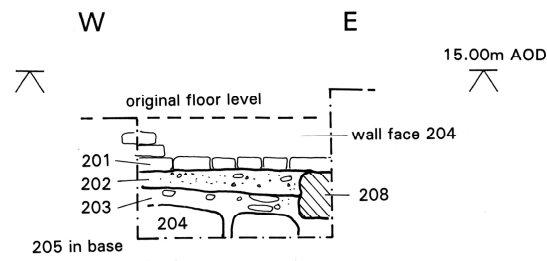 W
E
15.00m AOD
original floor level
wall face 204
201
202
203
208
204
205 in base